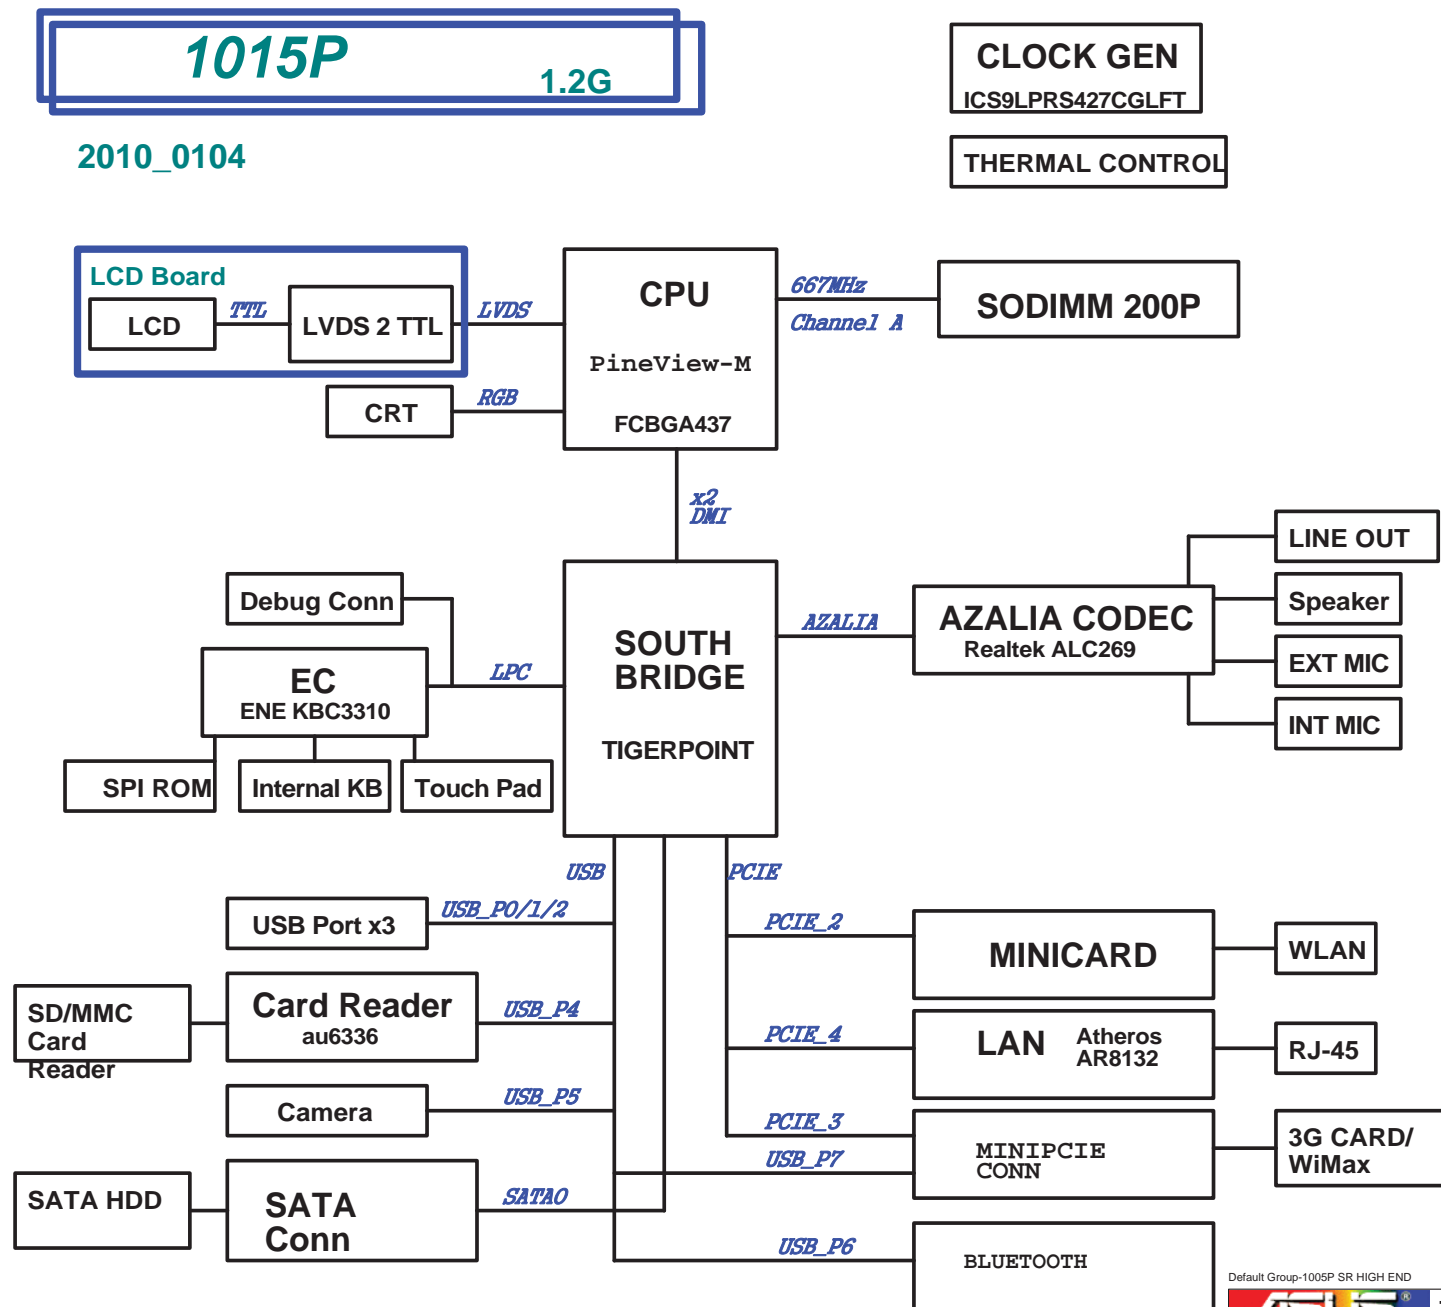 1015P
1.2G
2010_0104
CLOCK GEN
ICS9LPRS427CGLFT
THERMAL CONTROL
LCD Board
LCD
TTL
LVDS 2 TTL
LVDS
CPU
PineView-M
FCBGA437
667MHz
Channel A
SODIMM 200P
CRT
RGB
x2
DMI
Debug Conn
EC
ENE KBC3310
LPC
SPI ROM
Internal KB
Touch Pad
SOUTH
BRIDGE
TIGERPOINT
AZALIA
AZALIA CODEC
Realtek ALC269
LINE OUT
Speaker
EXT MIC
INT MIC
USB
PCIE
USB Port x3
USB_P0/1/2
PCIE_2
MINICARD
WLAN
SD/MMC
Card
Reader
Card Reader
au6336
USB_P4
PCIE_4
LAN
Atheros
AR8132
RJ-45
Camera
USB_P5
PCIE_3
USB_P7
MINIPCIE
CONN
3G CARD/
WiMax
SATA HDD
SATA
Conn
SATA0
USB_P6
BLUETOOTH
Default Group-1005P SR HIGH END